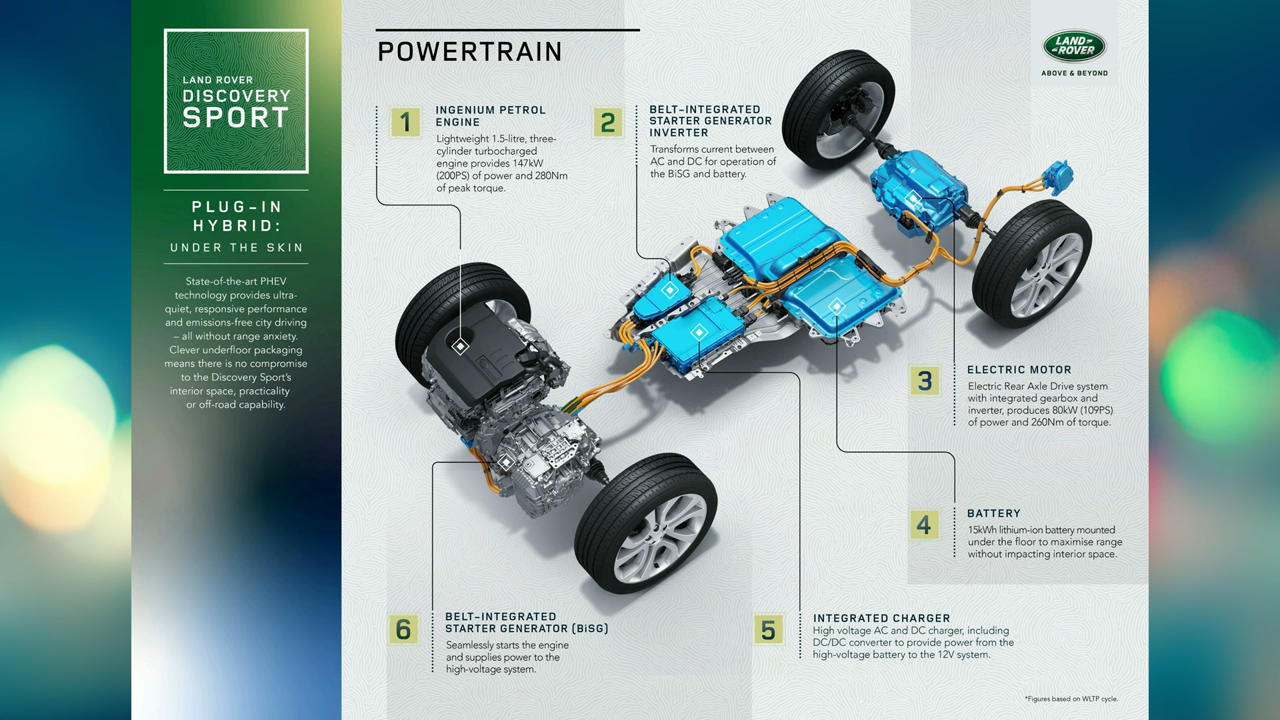 LAND ROVER
DISCOVERY
SPORT
PLUG-IN
HYBRID:
UNDER THE SKIN
State-of-the-art PHEV
technology provides ultra-
quiet, responsive performance
and emissions-free city driving
– all without range anxiety.
Clever underfloor packaging
means there is no compromise
to the Discovery Sport's
interior space, practicality
or off-road capability.
POWERTRAIN
LAND-
-ROVER
ABOVE & BEYOND
1
INGENIUM PETROL
ENGINE
Lightweight 1.5-litre, three-
cylinder turbocharged
engine provides 147kW
(200PS) of power and 280Nm
of peak torque.
2
BELT-INTEGRATED
STARTER GENERATOR
INVERTER
Transforms current between
AC and DC for operation of
the BiSG and battery.
3
ELECTRIC MOTOR
Electric Rear Axle Drive system
with integrated gearbox and
inverter, produces 80kW (109PS)
of power and 260Nm of torque.
4
BATTERY
15kWh lithium-ion battery mounted
under the floor to maximise range
without impacting interior space.
6
BELT-INTEGRATED
STARTER GENERATOR (BiSG)
Seamlessly starts the engine
and supplies power to the
high-voltage system.
5
INTEGRATED CHARGER
High voltage AC and DC charger, including
DC/DC converter to provide power from the
high-voltage battery to the 12V system.
*Figures based on WLTP cycle.